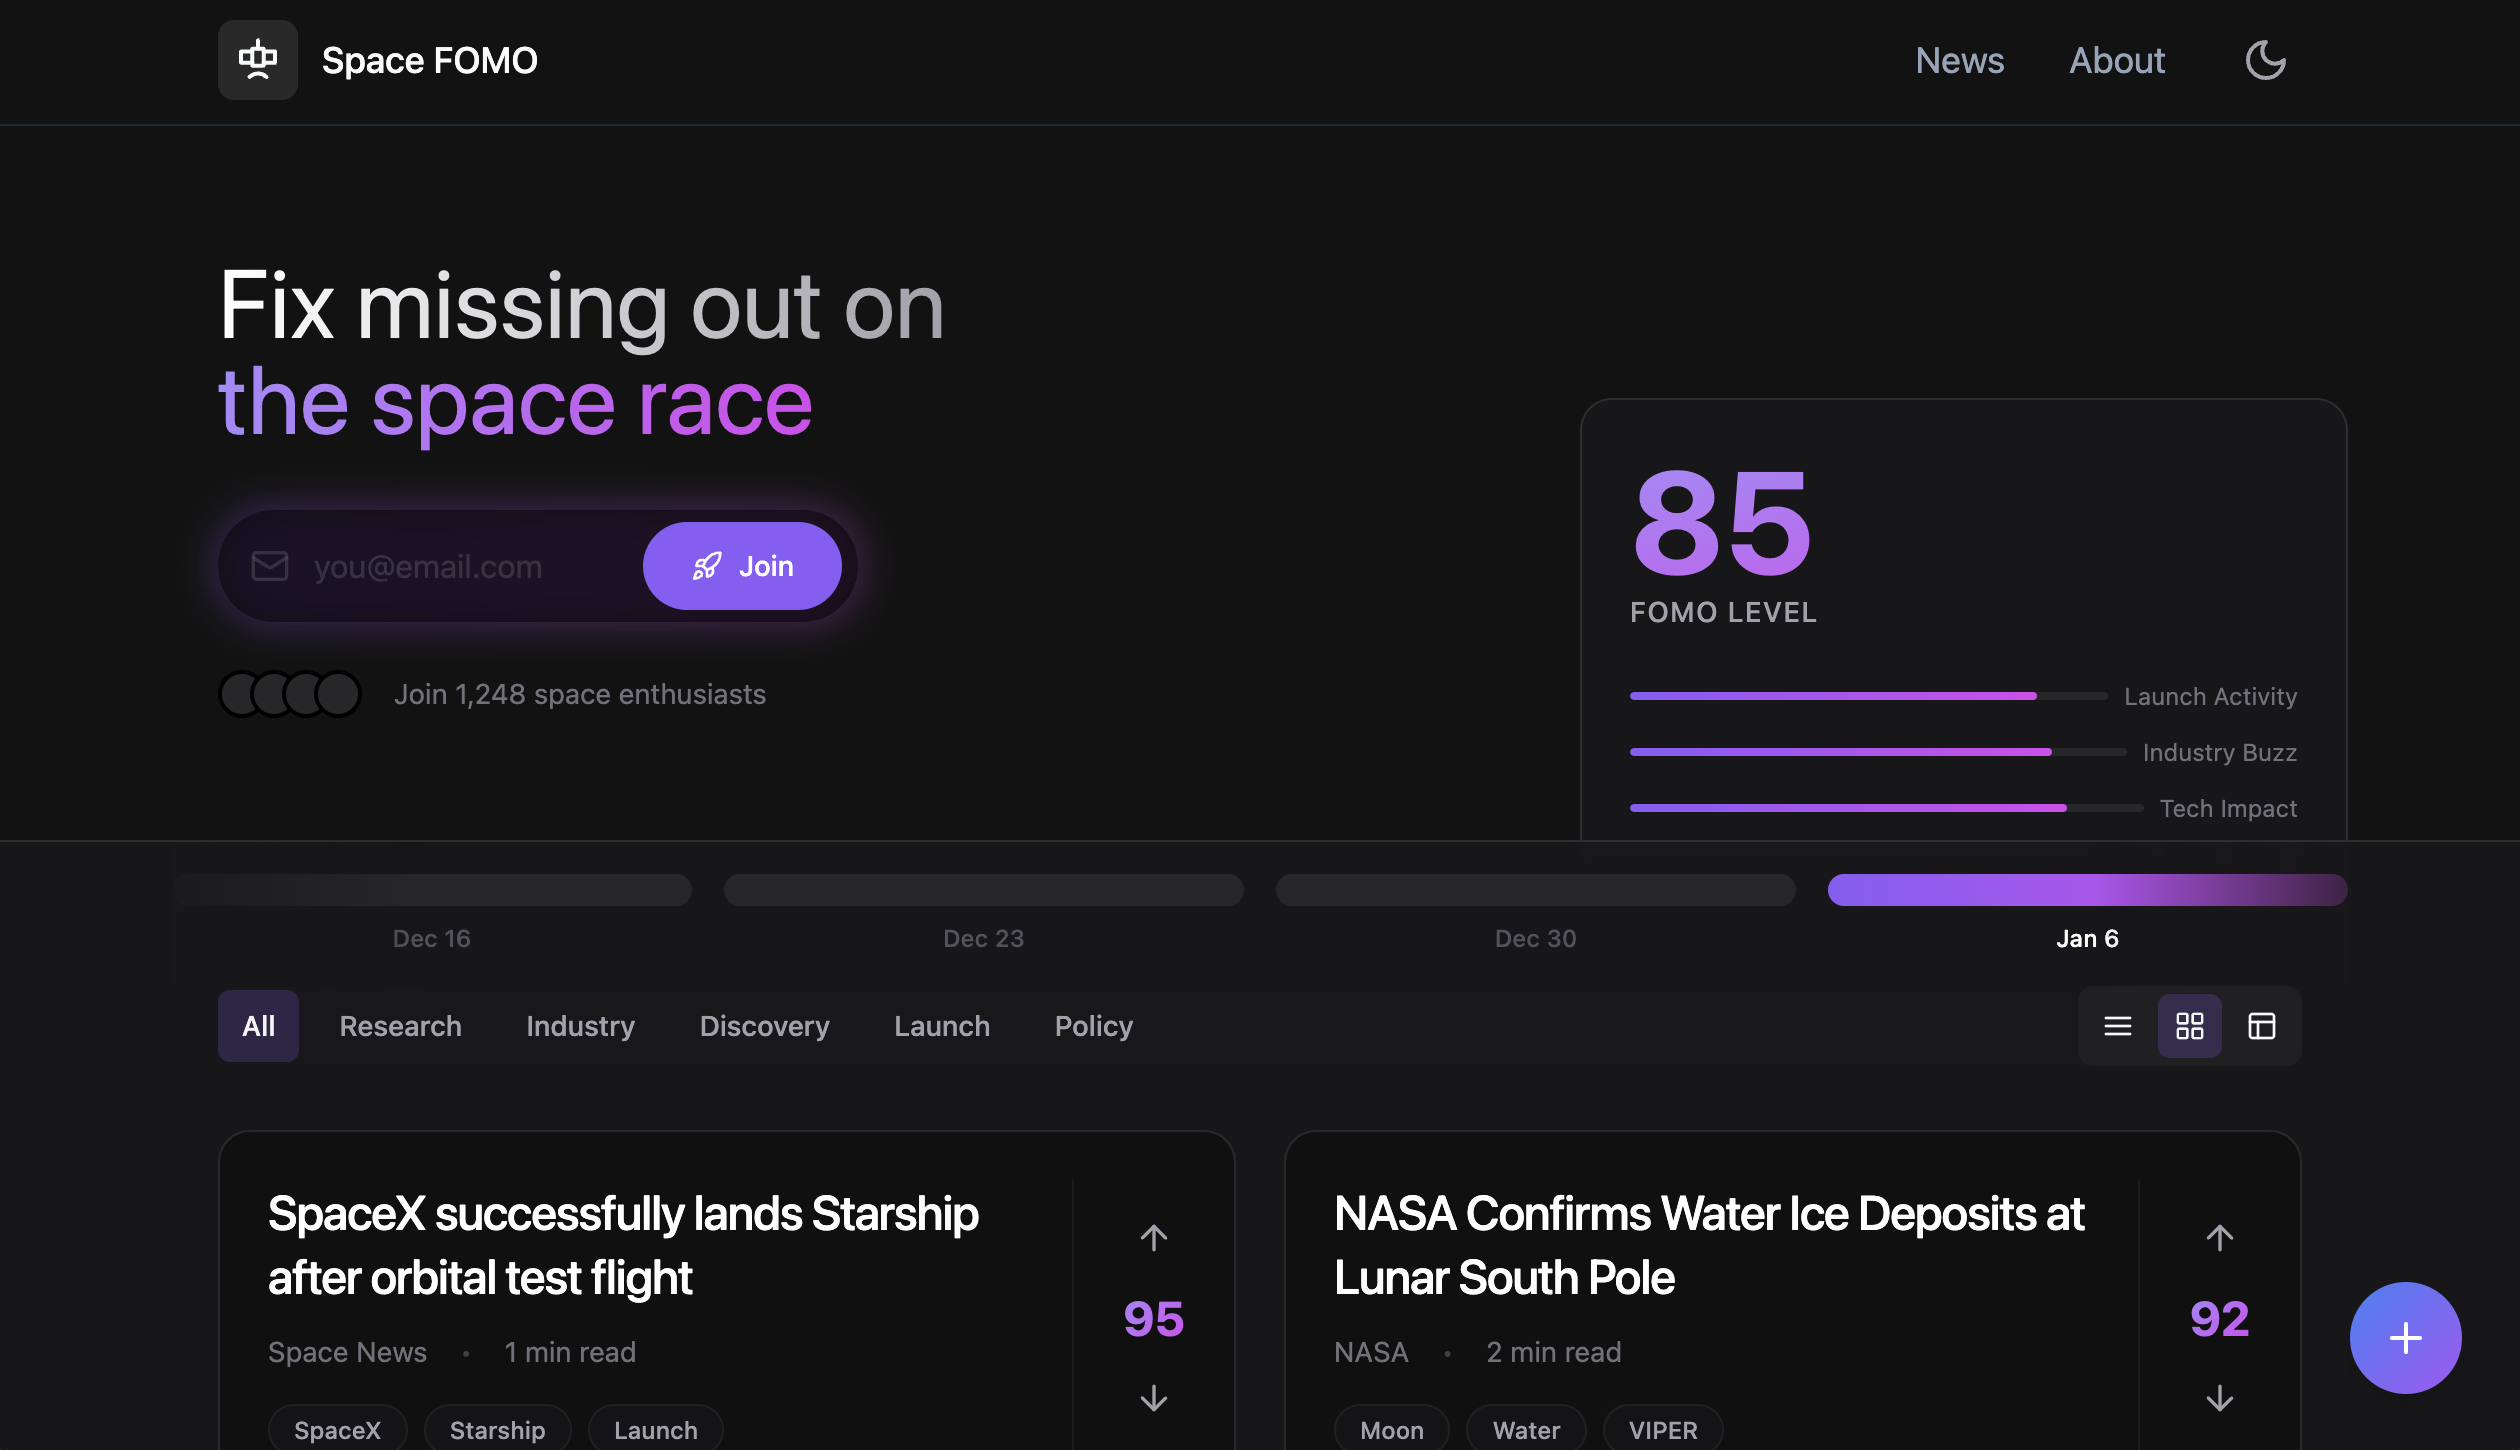 Space FOMO
News
About
Fix missing out on
the space race
you@email.com
Join
Join 1,248 space enthusiasts
85
FOMO LEVEL
Launch Activity
Industry Buzz
Tech Impact
Dec 16
Dec 23
Dec 30
Jan 6
All
Research
Industry
Discovery
Launch
Policy
SpaceX successfully lands Starship
after orbital test flight
Space News • 1 min read
SpaceX
Starship
Launch
95
NASA Confirms Water Ice Deposits at
Lunar South Pole
NASA • 2 min read
Moon
Water
VIPER
92